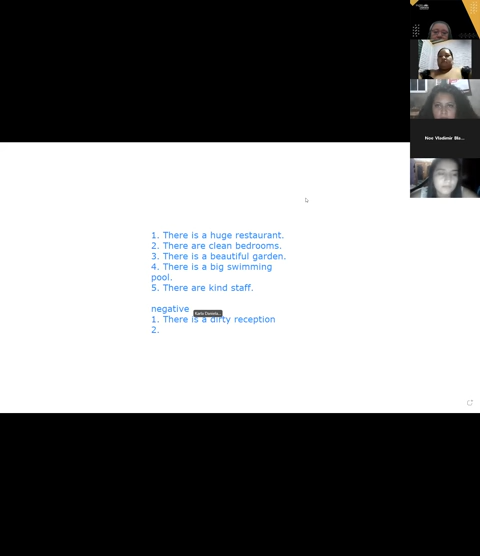 Neo Vladimir Bla...
1. There is a huge restaurant.
2. There are clean bedrooms.
3. There is a beautiful garden.
4. There is a big swimming
pool.
5. There are kind staff.
negative
1. There is a dirty reception
2.